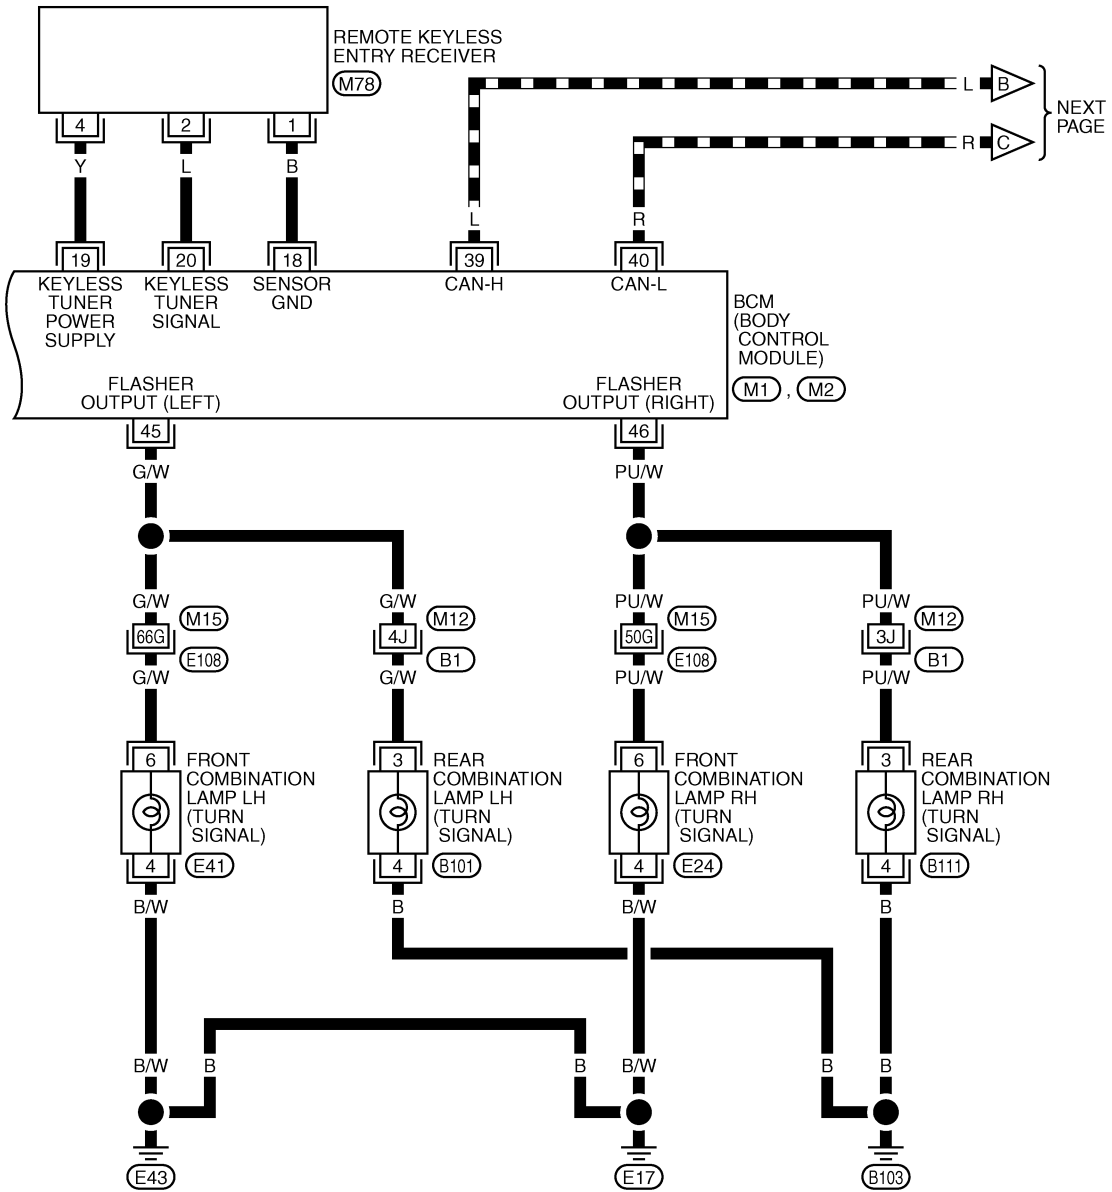 REMOTE KEYLESS
ENTRY RECEIVER
M78
4
2
1
Y
L
B
L
B
R
C
NEXT
PAGE
L
R
19
20
18
39
40
KEYLESS
TUNER
POWER
SUPPLY
KEYLESS
TUNER
SIGNAL
SENSOR
GND
CAN-H
CAN-L
BCM
(BODY
CONTROL
MODULE)
M1 , M2
FLASHER
OUTPUT (LEFT)
FLASHER
OUTPUT (RIGHT)
45
46
G/W
PU/W
G/W
G/W
PU/W
PU/W
M15
M12
M15
M12
66G
4J
50G
3J
E108
B1
E108
B1
G/W
G/W
PU/W
PU/W
6
3
6
3
FRONT
COMBINATION
LAMP LH
(TURN
SIGNAL)
REAR
COMBINATION
LAMP LH
(TURN
SIGNAL)
FRONT
COMBINATION
LAMP RH
(TURN
SIGNAL)
REAR
COMBINATION
LAMP RH
(TURN
SIGNAL)
4
E41
4
B101
4
E24
4
B111
B/W
B
B/W
B
B/W
B
B
B/W
B
B
E43
E17
B103